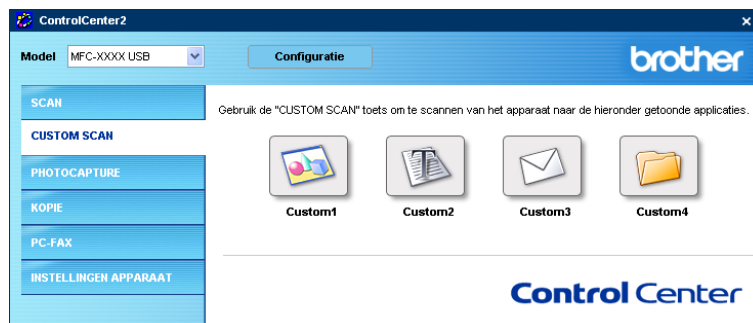 ControlCenter2
Model MFC-XXXX USB Configuratie brother
SCAN
CUSTOM SCAN
PHOTOCAPTURE
KOPIE
PC-FAX
INSTELLINGEN APPARAAT
Gebruik de "CUSTOM SCAN" toets om te scannen van het apparaat naar de hieronder getoonde applicaties.
Custom1 Custom2 Custom3 Custom4
Control Center